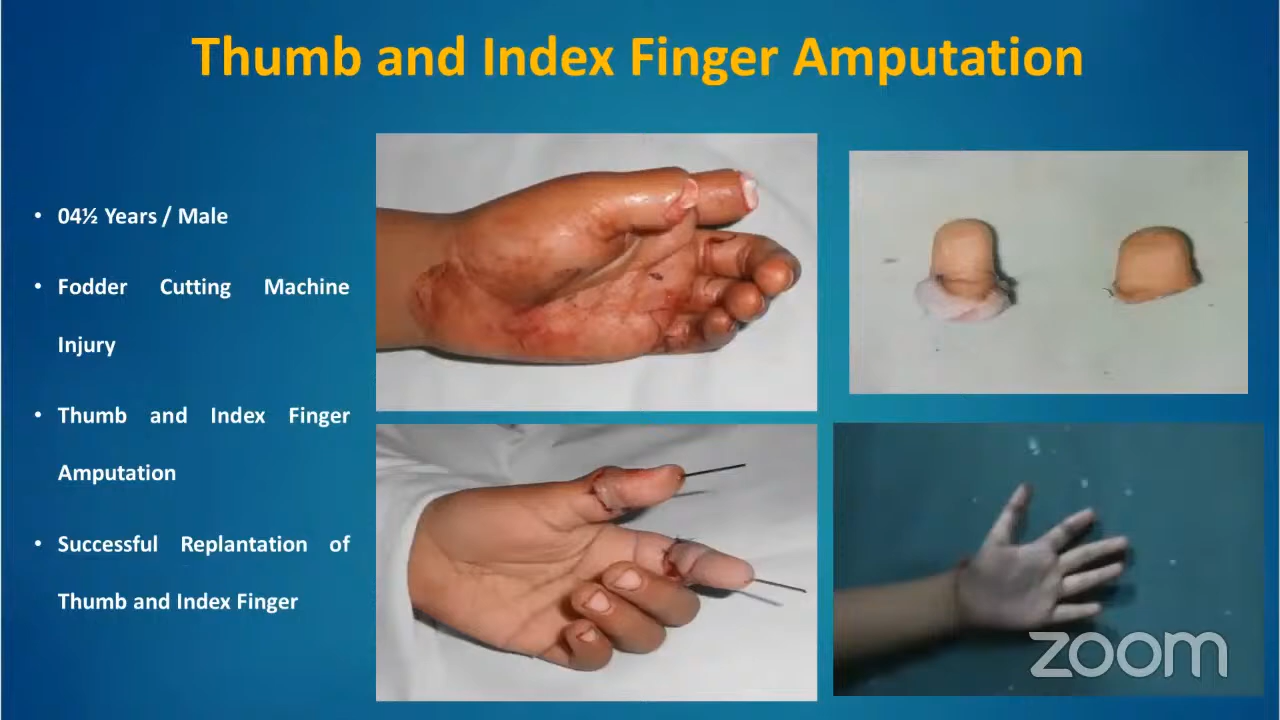 Thumb and Index Finger Amputation
• 04½ Years / Male
• Fodder Cutting Machine
Injury
• Thumb and Index Finger
Amputation
• Successful Replantation of
Thumb and Index Finger
zoom